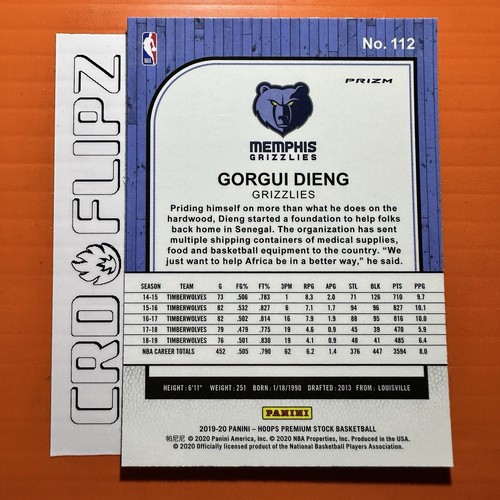 CRD FLIPZ
NBA
No. 112
PRIZM
MEMPHIS
GRIZZLIES
GORGUI DIENG
GRIZZLIES
Priding himself on more than what he does on the
hardwood, Dieng started a foundation to help folks
back home in Senegal. The organization has sent
multiple shipping containers of medical supplies,
food and basketball equipment to the country. "We
just want to help Africa be in a better way," he said.
SEASON TEAM G FG% FT% 3PM RPG APG STL BLK PTS PPG
14-15 TIMBERWOLVES 73 .506 .783 1 8.3 2.0 71 126 710 9.7
15-16 TIMBERWOLVES 82 .532 .827 6 7.1 1.7 94 96 827 10.1
16-17 TIMBERWOLVES 82 .502 .814 16 7.9 1.9 88 95 816 10.0
17-18 TIMBERWOLVES 79 .479 .779 19 4.6 0.9 45 39 470 5.9
18-19 TIMBERWOLVES 76 .501 .830 19 4.1 0.9 48 41 485 6.4
NBA CAREER TOTALS 452 .505 .790 62 6.2 1.4 376 447 3594 8.0
HEIGHT: 6'11" WEIGHT: 251 BORN: 1/18/1990 DRAFTED: 2013 FROM: LOUISVILLE
PANINI
2019-20 PANINI – HOOPS PREMIUM STOCK BASKETBALL
帕尼尼 © 2020 Panini America, Inc. © 2020 NBA Properties, Inc. Produced in the USA.
© 2020 Officially licensed product of the National Basketball Players Association.